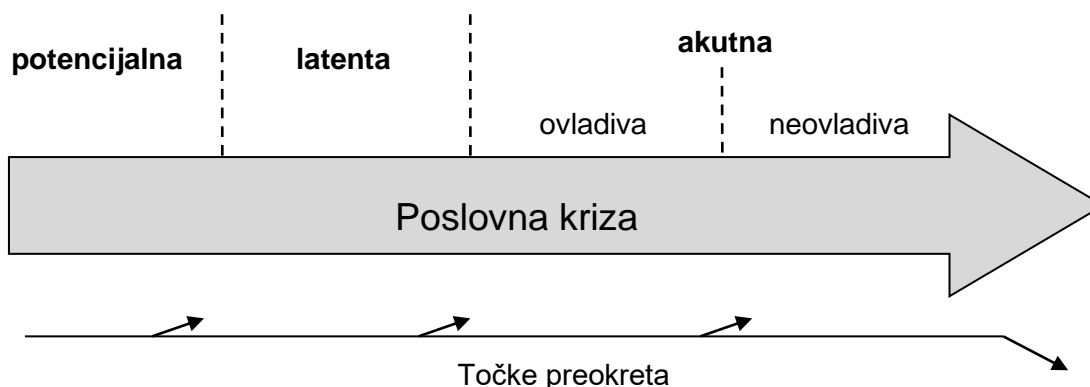 akutna
potencijalna
latenta
ovladiva
neovladiva
Poslovna kriza
Točke preokreta